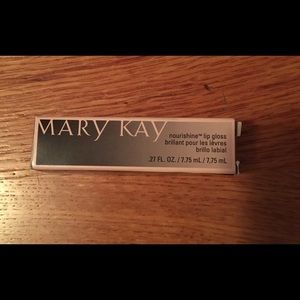 MARY KAY
nourishine™ lip gloss
brillant pour les lèvres
brillo labial
.27 FL. OZ. / 7.75 mL / 7,75 mL